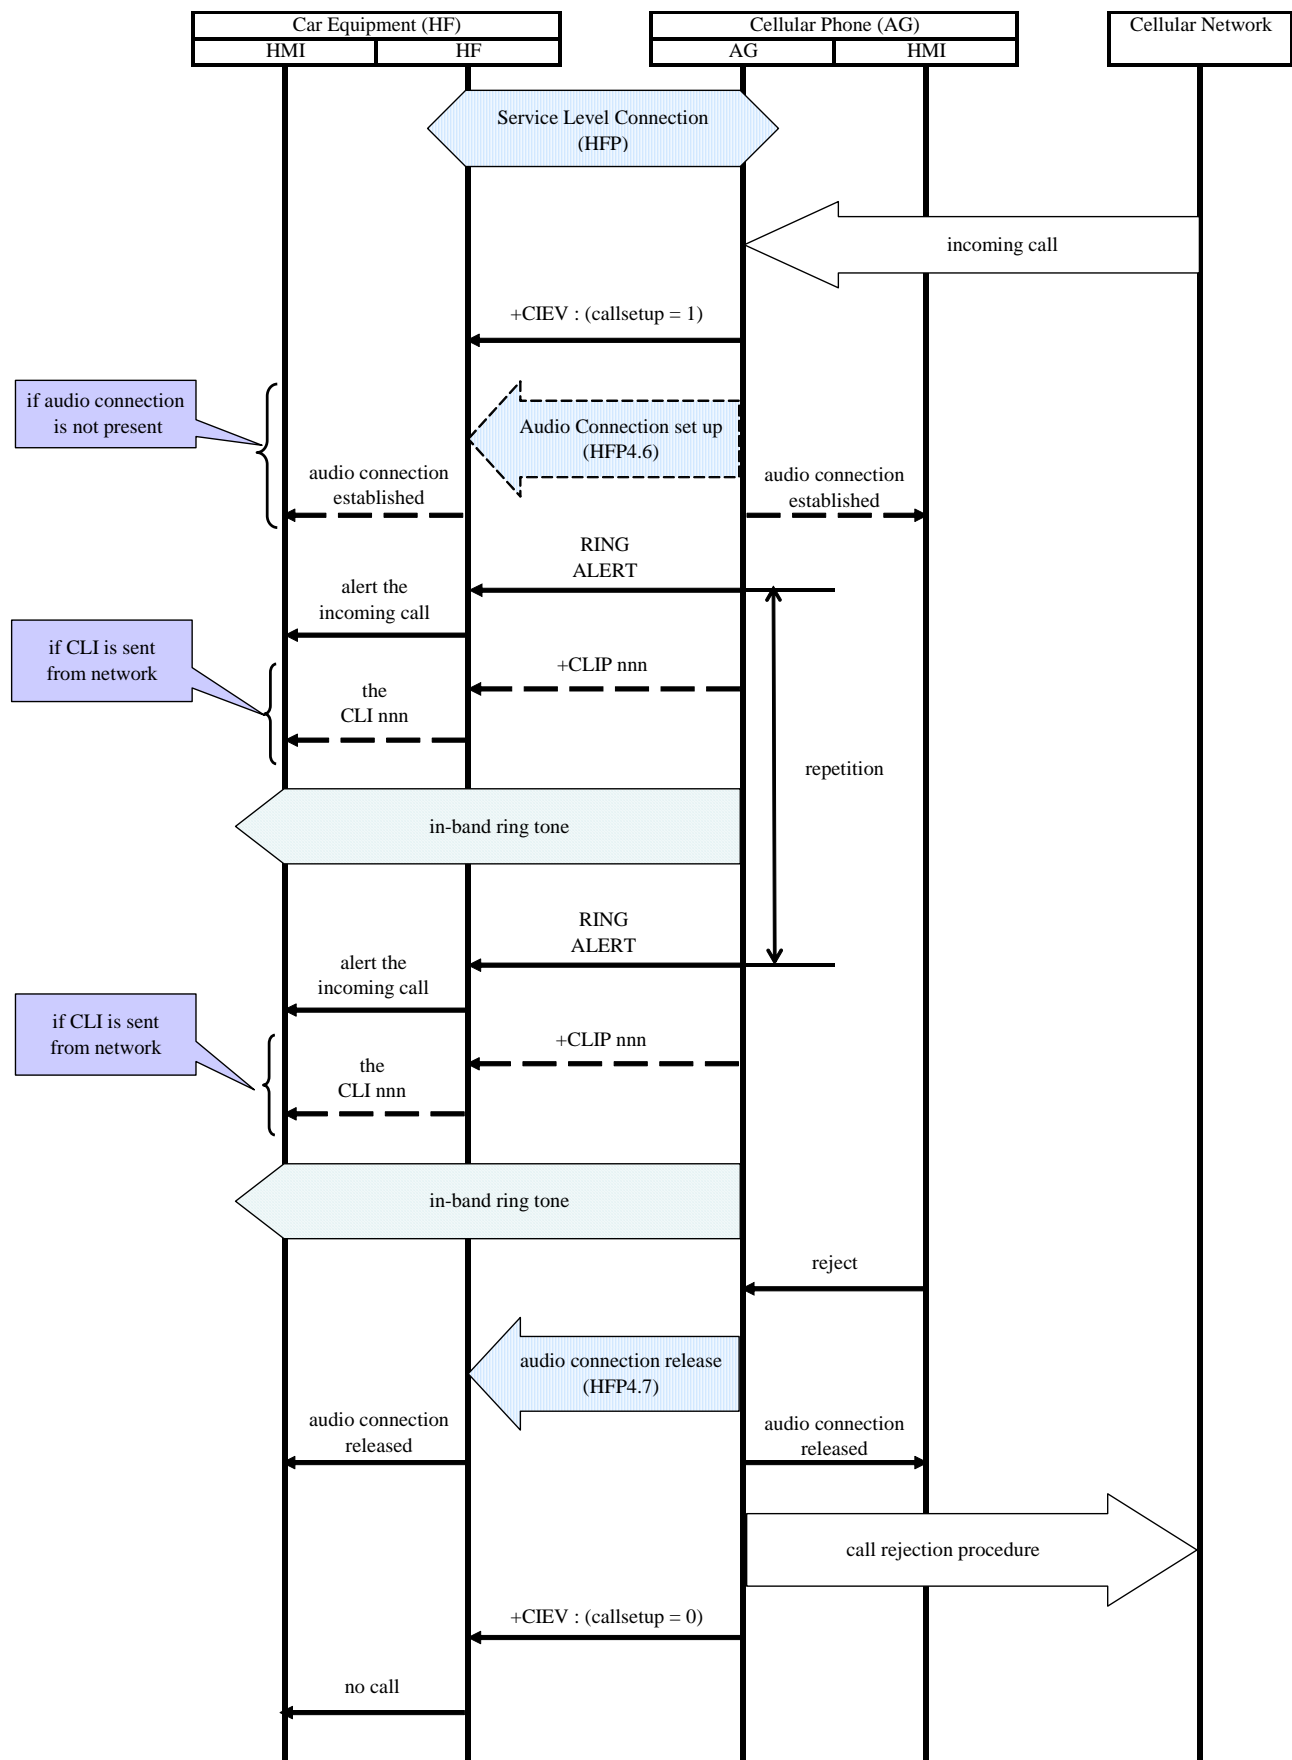 Car Equipment (HF)
Cellular Phone (AG)
Cellular Network
HMI
HF
AG
HMI
Service Level Connection
(HFP)
incoming call
+CIEV : (callsetup = 1)
if audio connection
is not present
Audio Connection set up
(HFP4.6)
audio connection
established
audio connection
established
RING
ALERT
alert the
incoming call
if CLI is sent
from network
+CLIP nnn
the
CLI nnn
repetition
in-band ring tone
RING
ALERT
alert the
incoming call
if CLI is sent
from network
+CLIP nnn
the
CLI nnn
in-band ring tone
reject
audio connection release
(HFP4.7)
audio connection
released
audio connection
released
call rejection procedure
+CIEV : (callsetup = 0)
no call